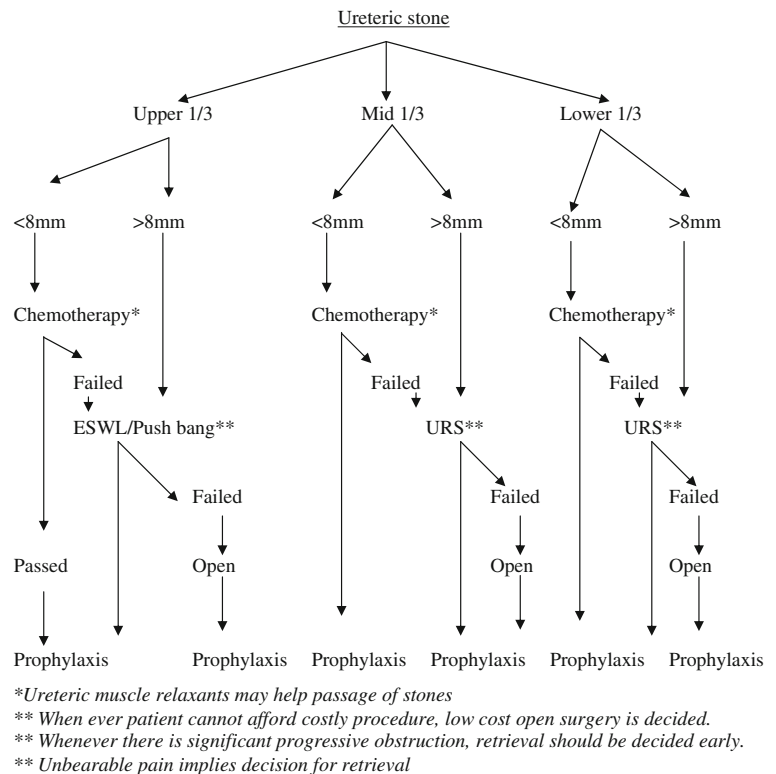 Ureteric stone
Upper 1/3 Mid 1/3 Lower 1/3
<8mm >8mm <8mm >8mm <8mm >8mm
Chemotherapy* Chemotherapy* Chemotherapy*
Failed Failed Failed
ESWL/Push bang** URS** URS**
Failed Failed Failed
Passed Open Open Open
Prophylaxis Prophylaxis Prophylaxis Prophylaxis Prophylaxis Prophylaxis
*Ureteric muscle relaxants may help passage of stones
** When ever patient cannot afford costly procedure, low cost open surgery is decided.
** Whenever there is significant progressive obstruction, retrieval should be decided early.
** Unbearable pain implies decision for retrieval